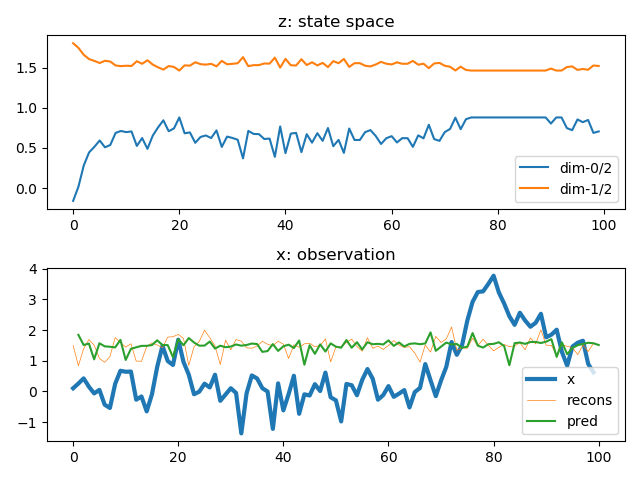 z: state space
1.5
1.0
0.5
0.0
dim-0/2
dim-1/2
0 20 40 60 80 100
x: observation
4
3
2
1
0
−1
x
recons
pred
0 20 40 60 80 100